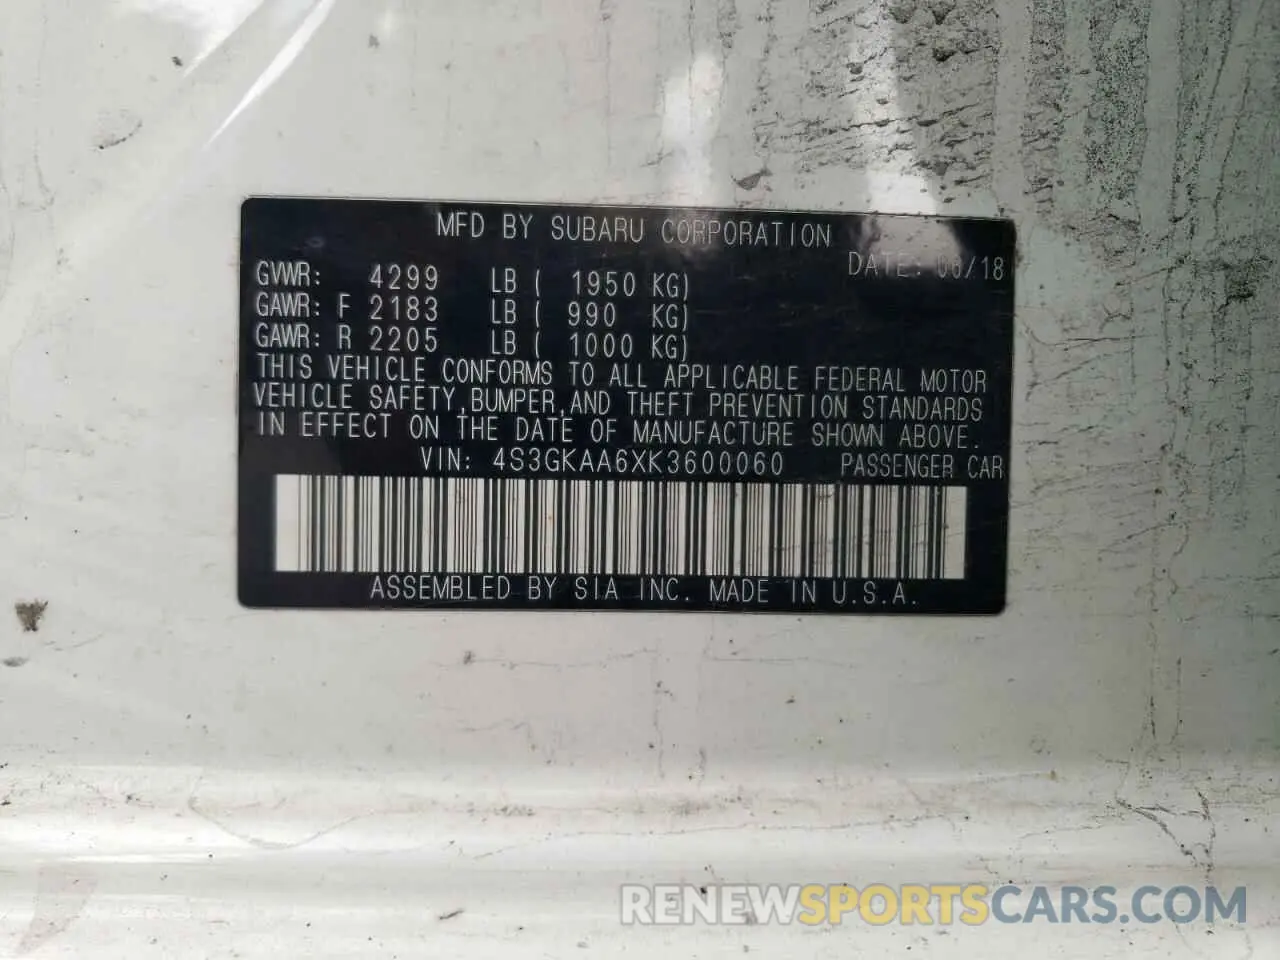 MFD BY SUBARU CORPORATION
DATE: 06/18
GVWR: 4299 LB ( 1950 KG)
GAWR: F 2183 LB ( 990 KG)
GAWR: R 2205 LB ( 1000 KG)
THIS VEHICLE CONFORMS TO ALL APPLICABLE FEDERAL MOTOR
VEHICLE SAFETY,BUMPER,AND THEFT PREVENTION STANDARDS
IN EFFECT ON THE DATE OF MANUFACTURE SHOWN ABOVE.
VIN: 4S3GKAA6XK3600060 PASSENGER CAR
ASSEMBLED BY SIA INC. MADE IN U.S.A.
RENEWSPORTSCARS.COM